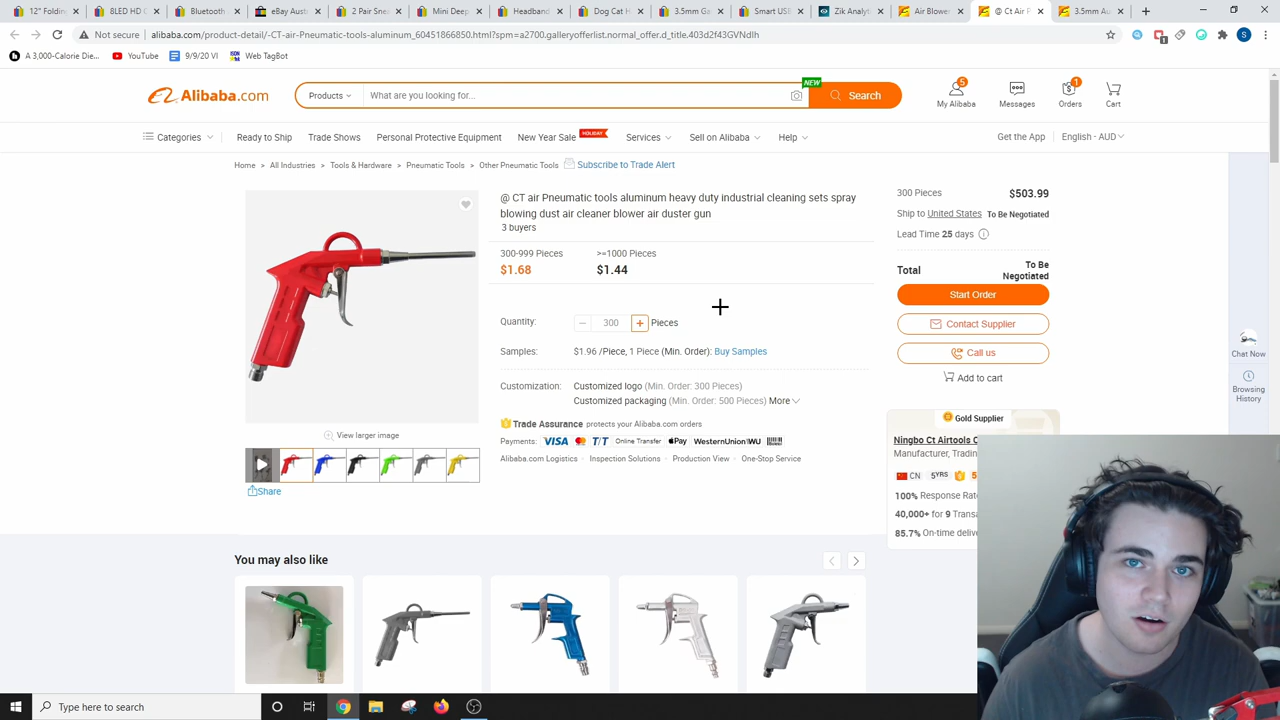 12" Folding
8LED HD C
Bluetooth
eBay Austr
2 Pair Snea
Mini Deep
Headband
Dog Cat H
3.5mm Ga
Smart USI
Zik Analyti
Air Blower
@ Ct Air P
3.5mm Au
Not secure | alibaba.com/product-detail/-CT-air-Pneumatic-tools-aluminum_60451866850.html?spm=a2700.galleryofferlist.normal_offer.d_title.403d2f43GVNdlh
A 3,000-Calorie Die...
YouTube
9/9/20 VI
Web TagBot
Alibaba.com
Products
What are you looking for...
NEW
Search
5
My Alibaba
Messages
1
Orders
Cart
Categories
Ready to Ship
Trade Shows
Personal Protective Equipment
New Year Sale
HOLIDAY
Services
Sell on Alibaba
Help
Get the App
English - AUD
Home > All Industries > Tools & Hardware > Pneumatic Tools > Other Pneumatic Tools
Subscribe to Trade Alert
@ CT air Pneumatic tools aluminum heavy duty industrial cleaning sets spray
blowing dust air cleaner blower air duster gun
3 buyers
300-999 Pieces
>=1000 Pieces
$1.68
$1.44
Quantity:
300
Pieces
Samples:
$1.96 /Piece, 1 Piece (Min. Order): Buy Samples
Customization:
Customized logo (Min. Order: 300 Pieces)
Customized packaging (Min. Order: 500 Pieces) More
Trade Assurance protects your Alibaba.com orders
Payments: VISA T/T Online Transfer Pay WesternUnion WU
Alibaba.com Logistics · Inspection Solutions · Production View · One-Stop Service
View larger image
Share
300 Pieces
$503.99
Ship to United States
To Be Negotiated
Lead Time 25 days
Total
To Be
Negotiated
Start Order
Contact Supplier
Call us
Add to cart
Gold Supplier
Ningbo Ct Airtools C
Manufacturer, Tradin
CN
5YRS
5
100% Response Rate
40,000+ for 9 Transa
85.7% On-time delive
Chat Now
Browsing
History
You may also like
Type here to search